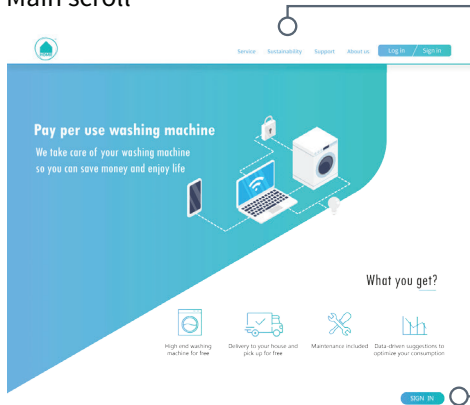 Main scroll
Service Sustainability Support About us Log In / Sign in
Pay per use washing machine
We take care of your washing machine
so you can save money and enjoy life
What you get?
High end washing
machine for free
Delivery to your house and
pick up for free
Maintenance included
Data-driven suggestions to
optimize your consumption
SIGN IN